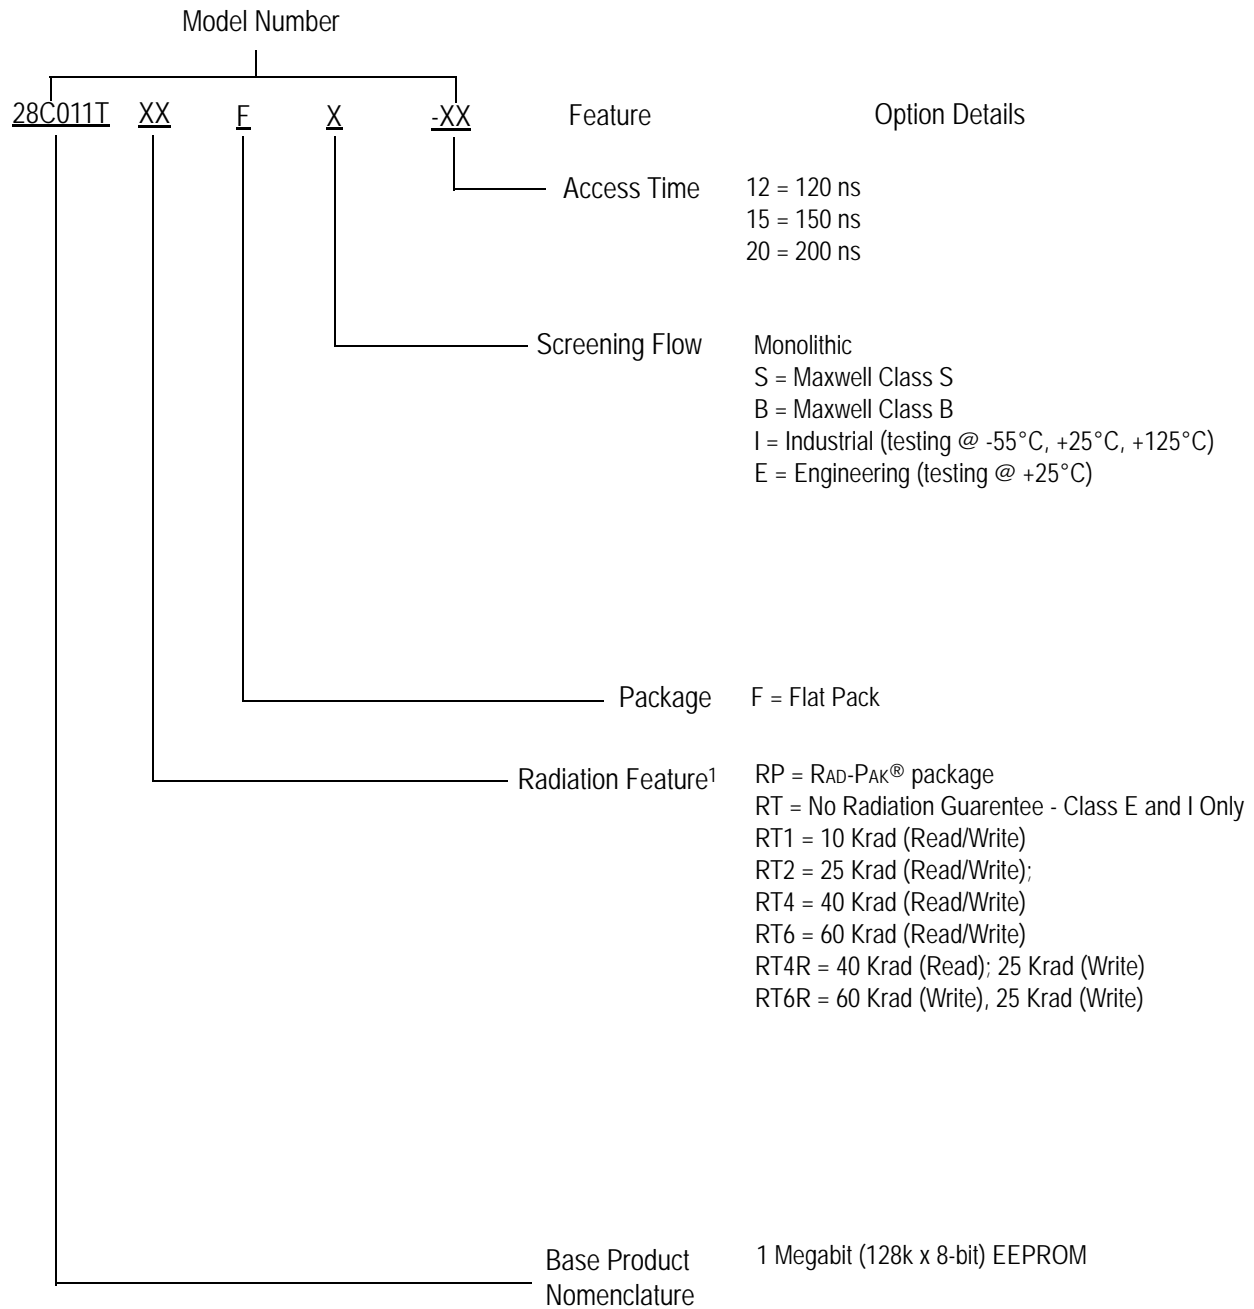 Model Number
28C011T XX F X -XX Feature Option Details
Access Time 12 = 120 ns
15 = 150 ns
20 = 200 ns
Screening Flow Monolithic
S = Maxwell Class S
B = Maxwell Class B
I = Industrial (testing @ -55°C, +25°C, +125°C)
E = Engineering (testing @ +25°C)
Package F = Flat Pack
Radiation Feature¹ RP = RAD-PAK® package
RT = No Radiation Guarentee - Class E and I Only
RT1 = 10 Krad (Read/Write)
RT2 = 25 Krad (Read/Write);
RT4 = 40 Krad (Read/Write)
RT6 = 60 Krad (Read/Write)
RT4R = 40 Krad (Read); 25 Krad (Write)
RT6R = 60 Krad (Write), 25 Krad (Write)
Base Product 1 Megabit (128k x 8-bit) EEPROM
Nomenclature